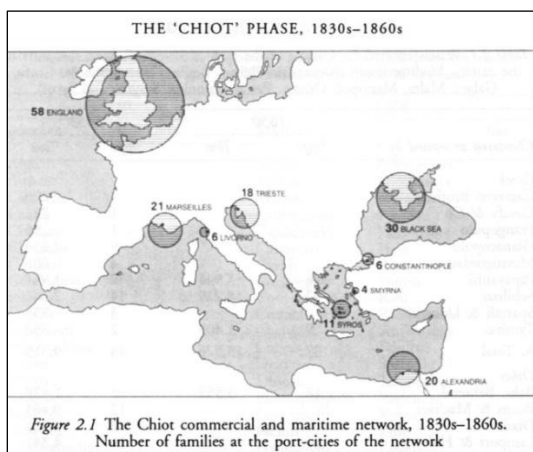 THE ‘CHIOT’ PHASE, 1830s–1860s
58 ENGLAND
18 TRIESTE
21 MARSEILLES
6 LIVORNO
30 BLACK SEA
6 CONSTANTINOPLE
4 SMYRNA
11 SYROS
20 ALEXANDRIA
Figure 2.1 The Chiot commercial and maritime network, 1830s–1860s.
Number of families at the port-cities of the network